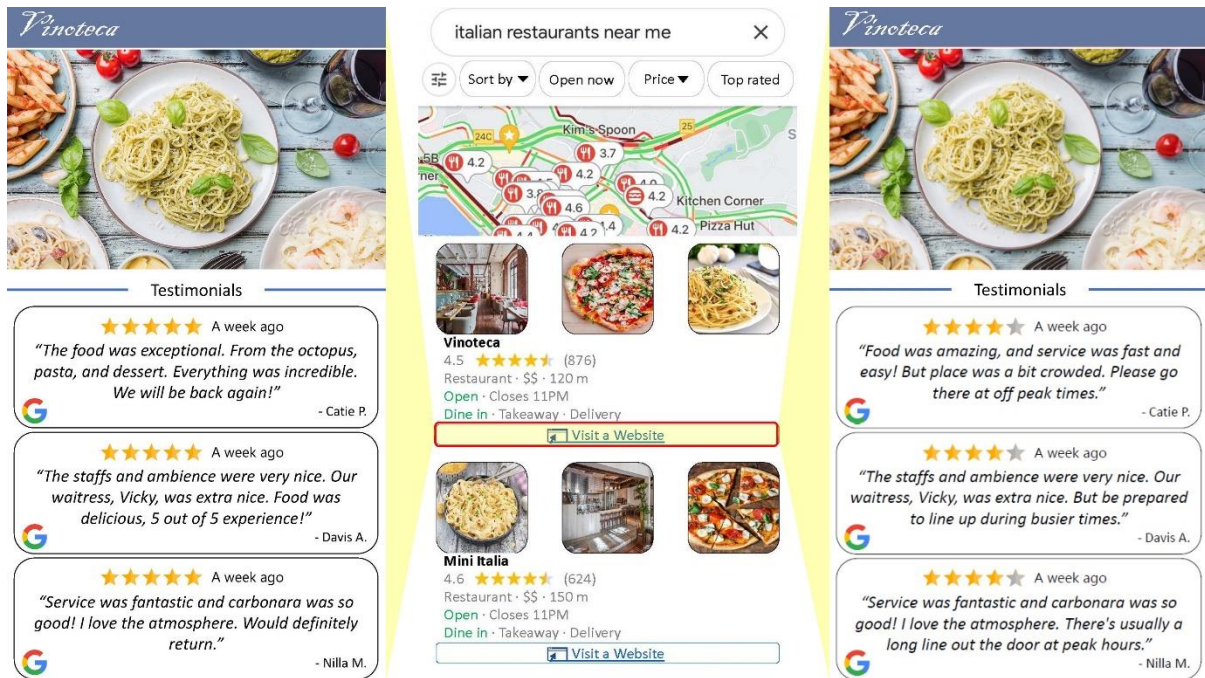 Vinoteca
Testimonials
A week ago
“The food was exceptional. From the octopus,
pasta, and dessert. Everything was incredible.
We will be back again!”
- Catie P.
A week ago
“The staffs and ambience were very nice. Our
waitress, Vicky, was extra nice. Food was
delicious, 5 out of 5 experience!”
- Davis A.
A week ago
“Service was fantastic and carbonara was so
good! I love the atmosphere. Would definitely
return.”
- Nilla M.
italian restaurants near me
Sort by
Open now
Price
Top rated
24C
Kim's Spoon
25
3.7
4.2
4.2
4.2
4.6
Kitchen Corner
4.2
4.2
Pizza Hut
Vinoteca
4.5 (876)
Restaurant · $$ · 120 m
Open · Closes 11PM
Dine in · Takeaway · Delivery
Visit a Website
Mini Italia
4.6 (624)
Restaurant · $$ · 150 m
Open · Closes 11PM
Dine in · Takeaway · Delivery
Visit a Website
Vinoteca
Testimonials
A week ago
“Food was amazing, and service was fast and
easy! But place was a bit crowded. Please go
there at off peak times.”
- Catie P.
A week ago
“The staffs and ambience were very nice. Our
waitress, Vicky, was extra nice. But be prepared
to line up during busier times.”
- Davis A.
A week ago
“Service was fantastic and carbonara was so
good! I love the atmosphere. There's usually a
long line out the door at peak hours.”
- Nilla M.